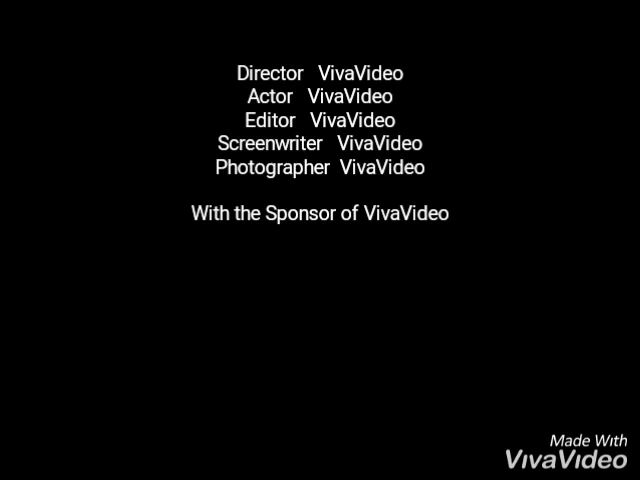 Director VivaVideo
Actor VivaVideo
Editor VivaVideo
Screenwriter VivaVideo
Photographer VivaVideo
With the Sponsor of VivaVideo
Made With
VivaVideo